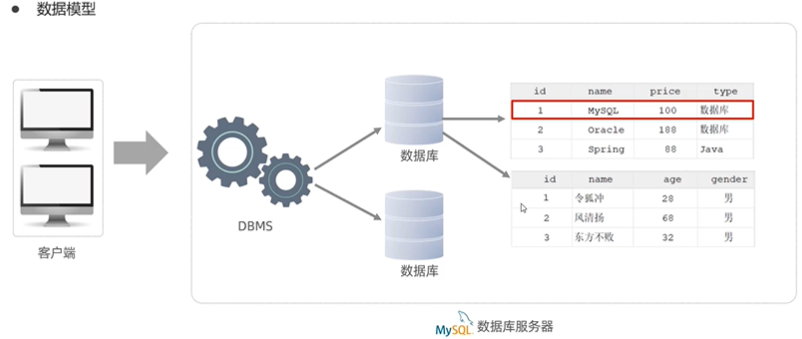 ● 数据模型
客户端
DBMS
数据库
数据库
id name price type
1 MySQL 100 数据库
2 Oracle 188 数据库
3 Spring 88 Java
id name age gender
1 令狐冲 28 男
2 风清扬 68 男
3 东方不败 32 男
MySQL 数据库服务器